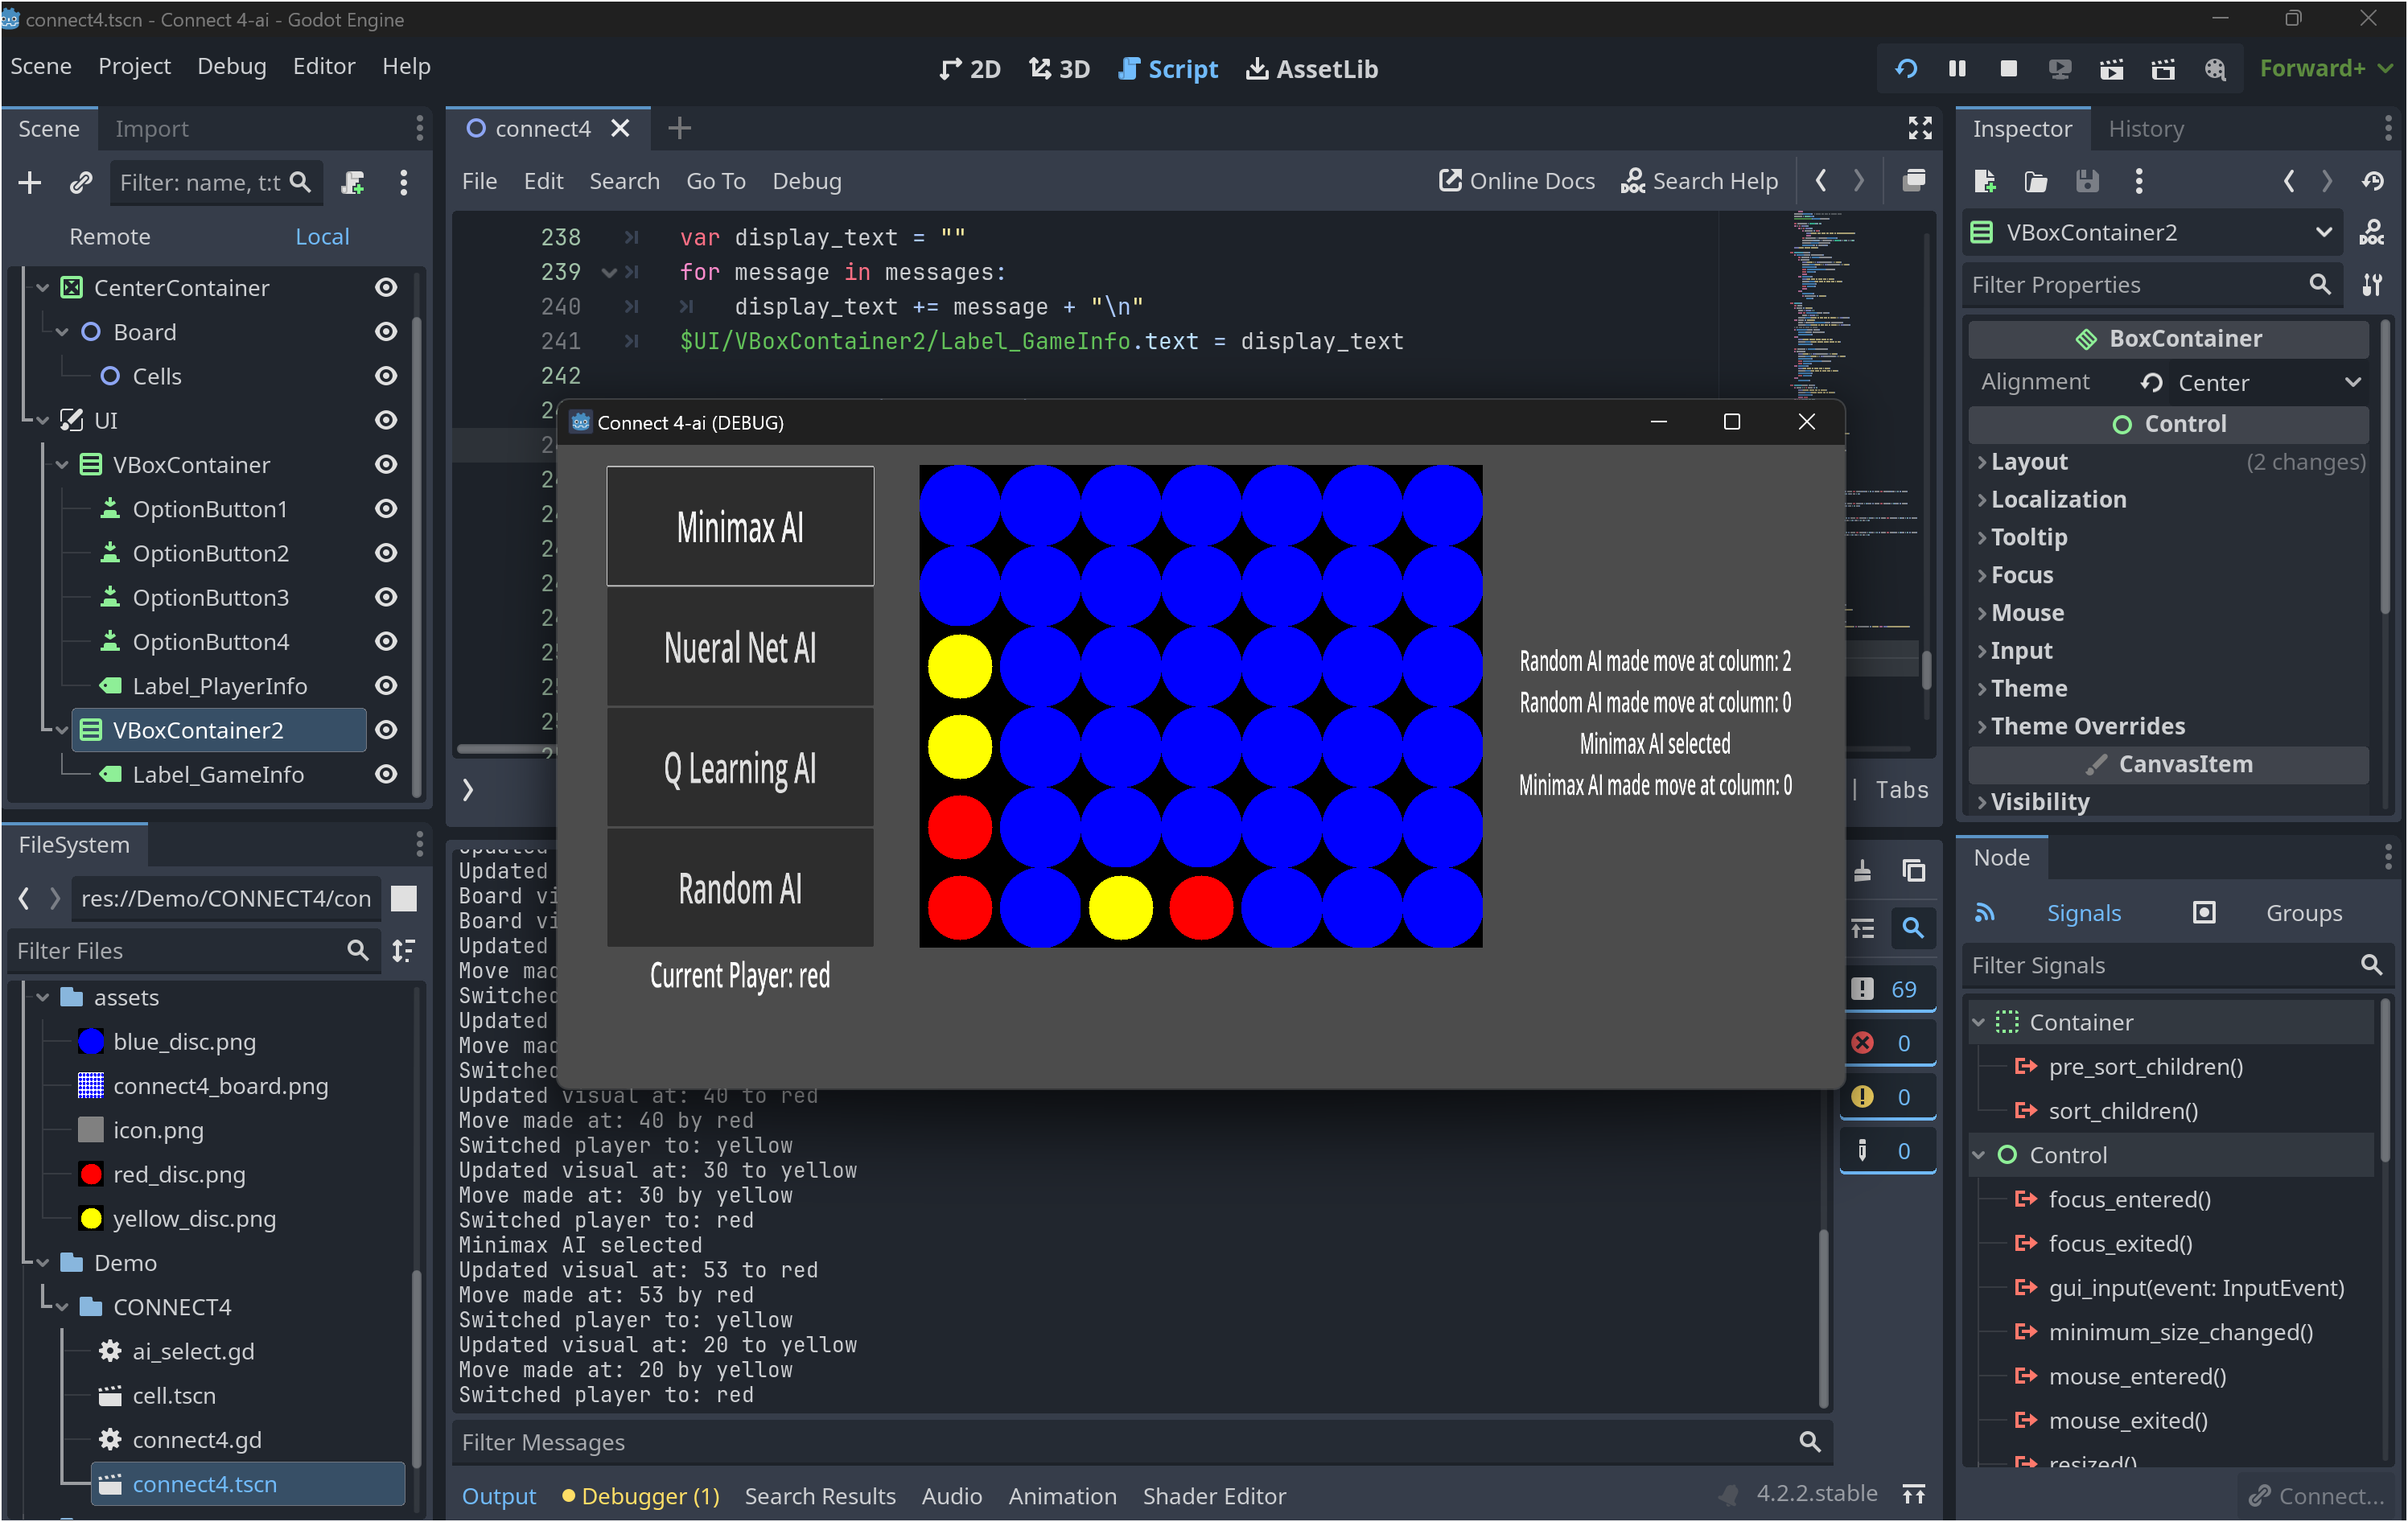 connect4.tscn - Connect 4-ai - Godot Engine
Scene Project Debug Editor Help
2D 3D Script AssetLib
Forward+
Scene Import
Filter: name, t:t
Remote Local
CenterContainer
Board
Cells
UI
VBoxContainer
OptionButton1
OptionButton2
OptionButton3
OptionButton4
Label_PlayerInfo
VBoxContainer2
Label_GameInfo
FileSystem
res://Demo/CONNECT4/con
Filter Files
assets
blue_disc.png
connect4_board.png
icon.png
red_disc.png
yellow_disc.png
Demo
CONNECT4
ai_select.gd
cell.tscn
connect4.gd
connect4.tscn
connect4
File Edit Search Go To Debug
Online Docs Search Help
238 var display_text = ""
239 for message in messages:
240 display_text += message + "\n"
241 $UI/VBoxContainer2/Label_GameInfo.text = display_text
242
Connect 4-ai (DEBUG)
Minimax AI
Nueral Net AI
Q Learning AI
Random AI
Current Player: red
Random AI made move at column: 2
Random AI made move at column: 0
Minimax AI selected
Minimax AI made move at column: 0
| Tabs
Updated
Board vi
Board vi
Updated
Move mad
Switched
Updated
Move mad
Switched
Updated visual at: 40 to red
Move made at: 40 by red
Switched player to: yellow
Updated visual at: 30 to yellow
Move made at: 30 by yellow
Switched player to: red
Minimax AI selected
Updated visual at: 53 to red
Move made at: 53 by red
Switched player to: yellow
Updated visual at: 20 to yellow
Move made at: 20 by yellow
Switched player to: red
69
0
0
0
Filter Messages
Output Debugger (1) Search Results Audio Animation Shader Editor
4.2.2.stable
Inspector History
VBoxContainer2
DOC
Filter Properties
BoxContainer
Alignment Center
Control
Layout (2 changes)
Localization
Tooltip
Focus
Mouse
Input
Theme
Theme Overrides
CanvasItem
Visibility
Node
Signals Groups
Filter Signals
Container
pre_sort_children()
sort_children()
Control
focus_entered()
focus_exited()
gui_input(event: InputEvent)
minimum_size_changed()
mouse_entered()
mouse_exited()
resized()
Connect...